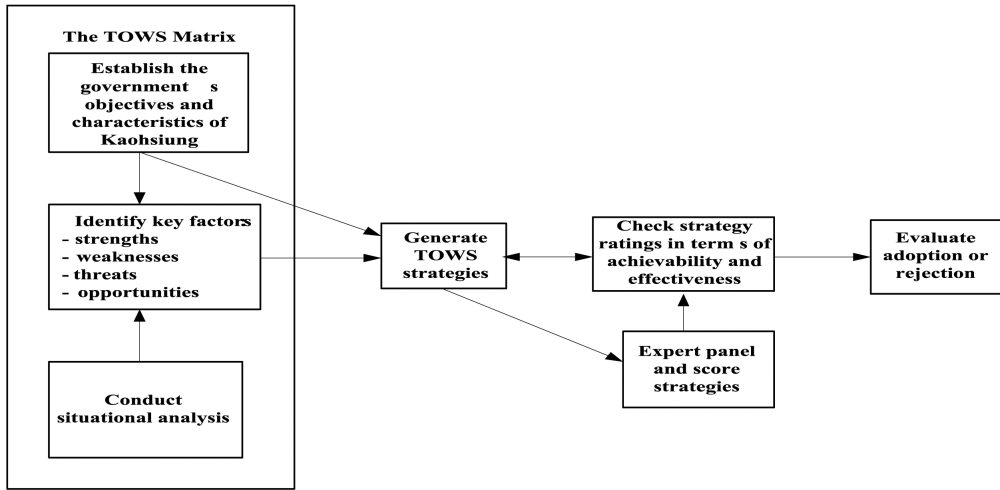 The TOWS Matrix
Establish the
government s
objectives and
characteristics of
Kaohsiung
Identify key factors
- strengths
- weaknesses
- threats
- opportunities
Conduct
situational analysis
Generate
TOWS
strategies
Check strategy
ratings in term s of
achievability and
effectiveness
Expert panel
and score
strategies
Evaluate
adoption or
rejection